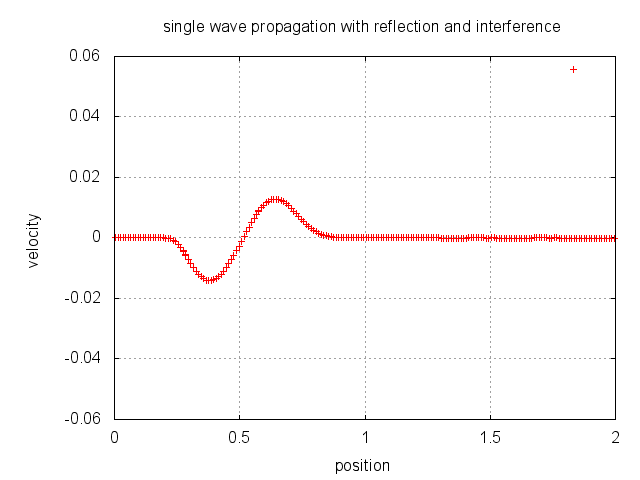 single wave propagation with reflection and interference
0.06
0.04
0.02
0
-0.02
-0.04
-0.06
velocity
0 0.5 1 1.5 2
position